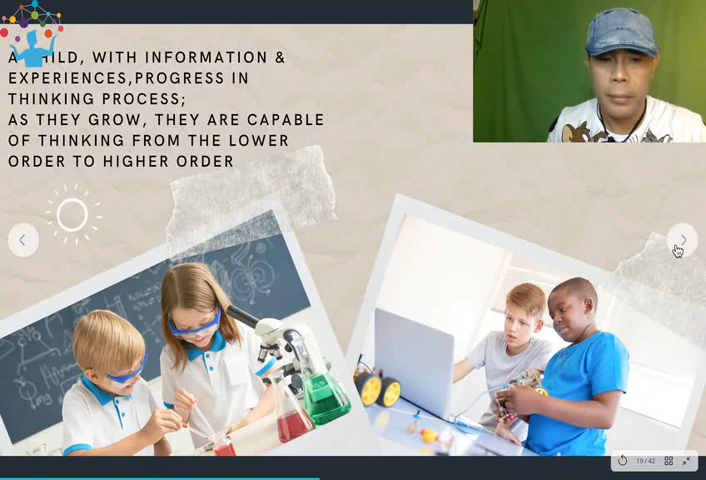 A CHILD, WITH INFORMATION &
EXPERIENCES,PROGRESS IN
THINKING PROCESS;
AS THEY GROW, THEY ARE CAPABLE
OF THINKING FROM THE LOWER
ORDER TO HIGHER ORDER
19 / 42